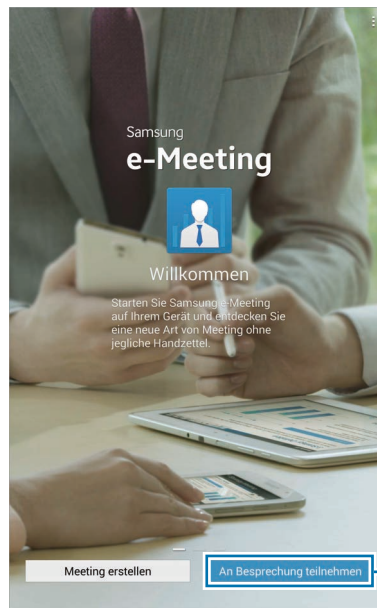 Samsung
e-Meeting
Willkommen
Starten Sie Samsung e-Meeting
auf Ihrem Gerät und entdecken Sie
eine neue Art von Meeting ohne
jegliche Handzettel.
Meeting erstellen
An Besprechung teilnehmen